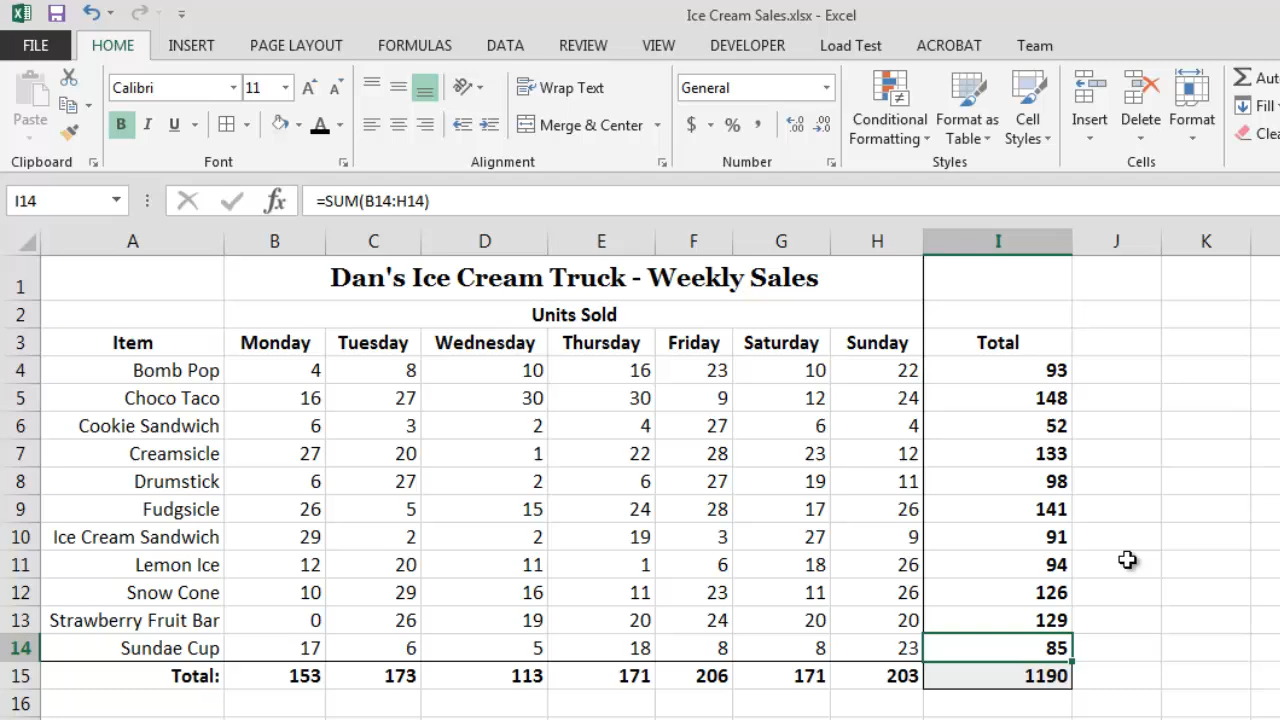 Ice Cream Sales.xlsx - Excel
FILE HOME INSERT PAGE LAYOUT FORMULAS DATA REVIEW VIEW DEVELOPER Load Test ACROBAT Team
Paste
Calibri 11
B I U A
Wrap Text
Merge & Center
General
$ % ,
Conditional Formatting
Format as Table
Cell Styles
Insert Delete Format
Fill
Clipboard Font Alignment Number Styles Cells
I14 fx =SUM(B14:H14)
A B C D E F G H I J K
1 Dan's Ice Cream Truck - Weekly Sales
2 Units Sold
3 Item Monday Tuesday Wednesday Thursday Friday Saturday Sunday Total
4 Bomb Pop 4 8 10 16 23 10 22 93
5 Choco Taco 16 27 30 30 9 12 24 148
6 Cookie Sandwich 6 3 2 4 27 6 4 52
7 Creamsicle 27 20 1 22 28 23 12 133
8 Drumstick 6 27 2 6 27 19 11 98
9 Fudgsicle 26 5 15 24 28 17 26 141
10 Ice Cream Sandwich 29 2 2 19 3 27 9 91
11 Lemon Ice 12 20 11 1 6 18 26 94
12 Snow Cone 10 29 16 11 23 11 26 126
13 Strawberry Fruit Bar 0 26 19 20 24 20 20 129
14 Sundae Cup 17 6 5 18 8 8 23 85
15 Total: 153 173 113 171 206 171 203 1190
16